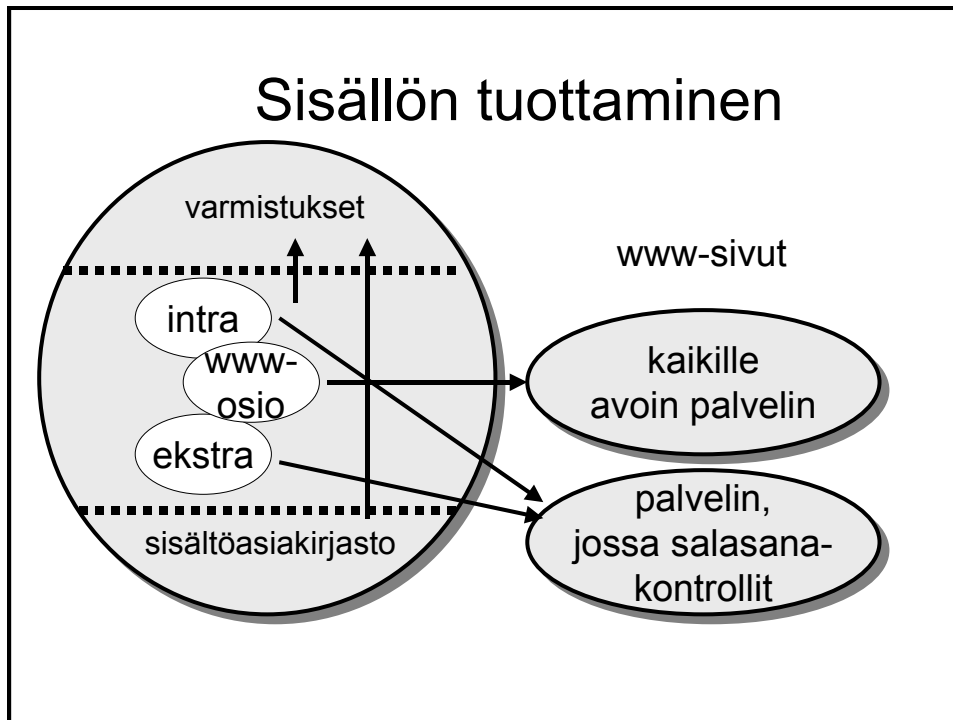 Sisällön tuottaminen
varmistukset
www-sivut
intra
www-
osio
ekstra
sisältöasiakirjasto
kaikille
avoin palvelin
palvelin,
jossa salasana-
kontrollit